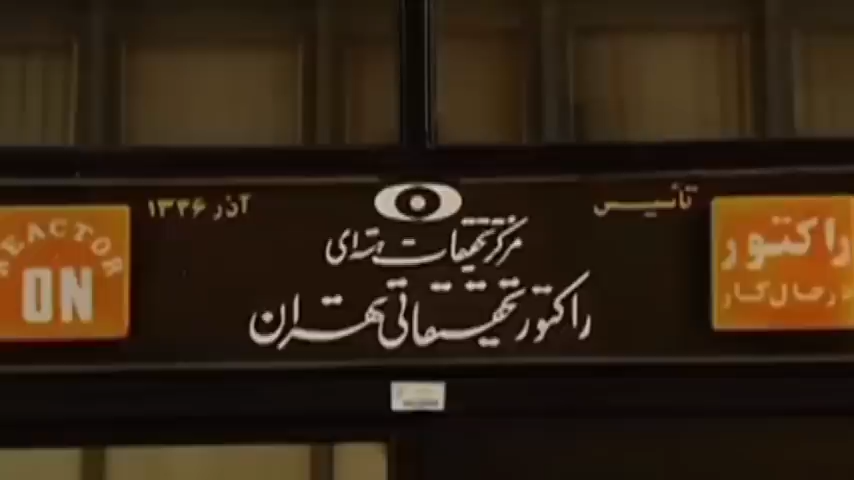 تأسیس
آذر ۱۳۴۶
مرکز تحقیقات هسته‌ای
راکتور تحقیقاتی تهران
راکتور
در حال کار
REACTOR
ON